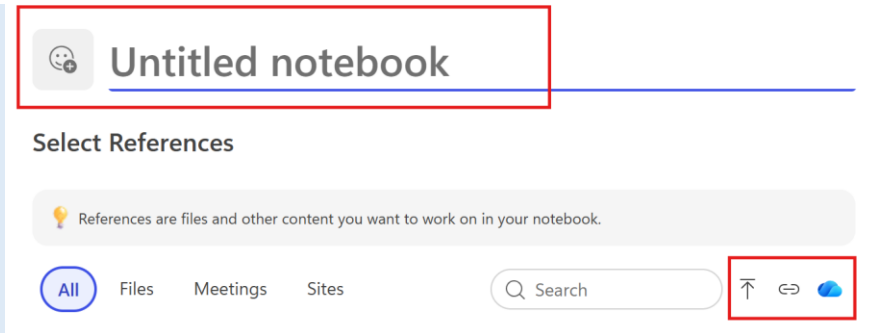 Untitled notebook
Select References
References are files and other content you want to work on in your notebook.
All Files Meetings Sites Search